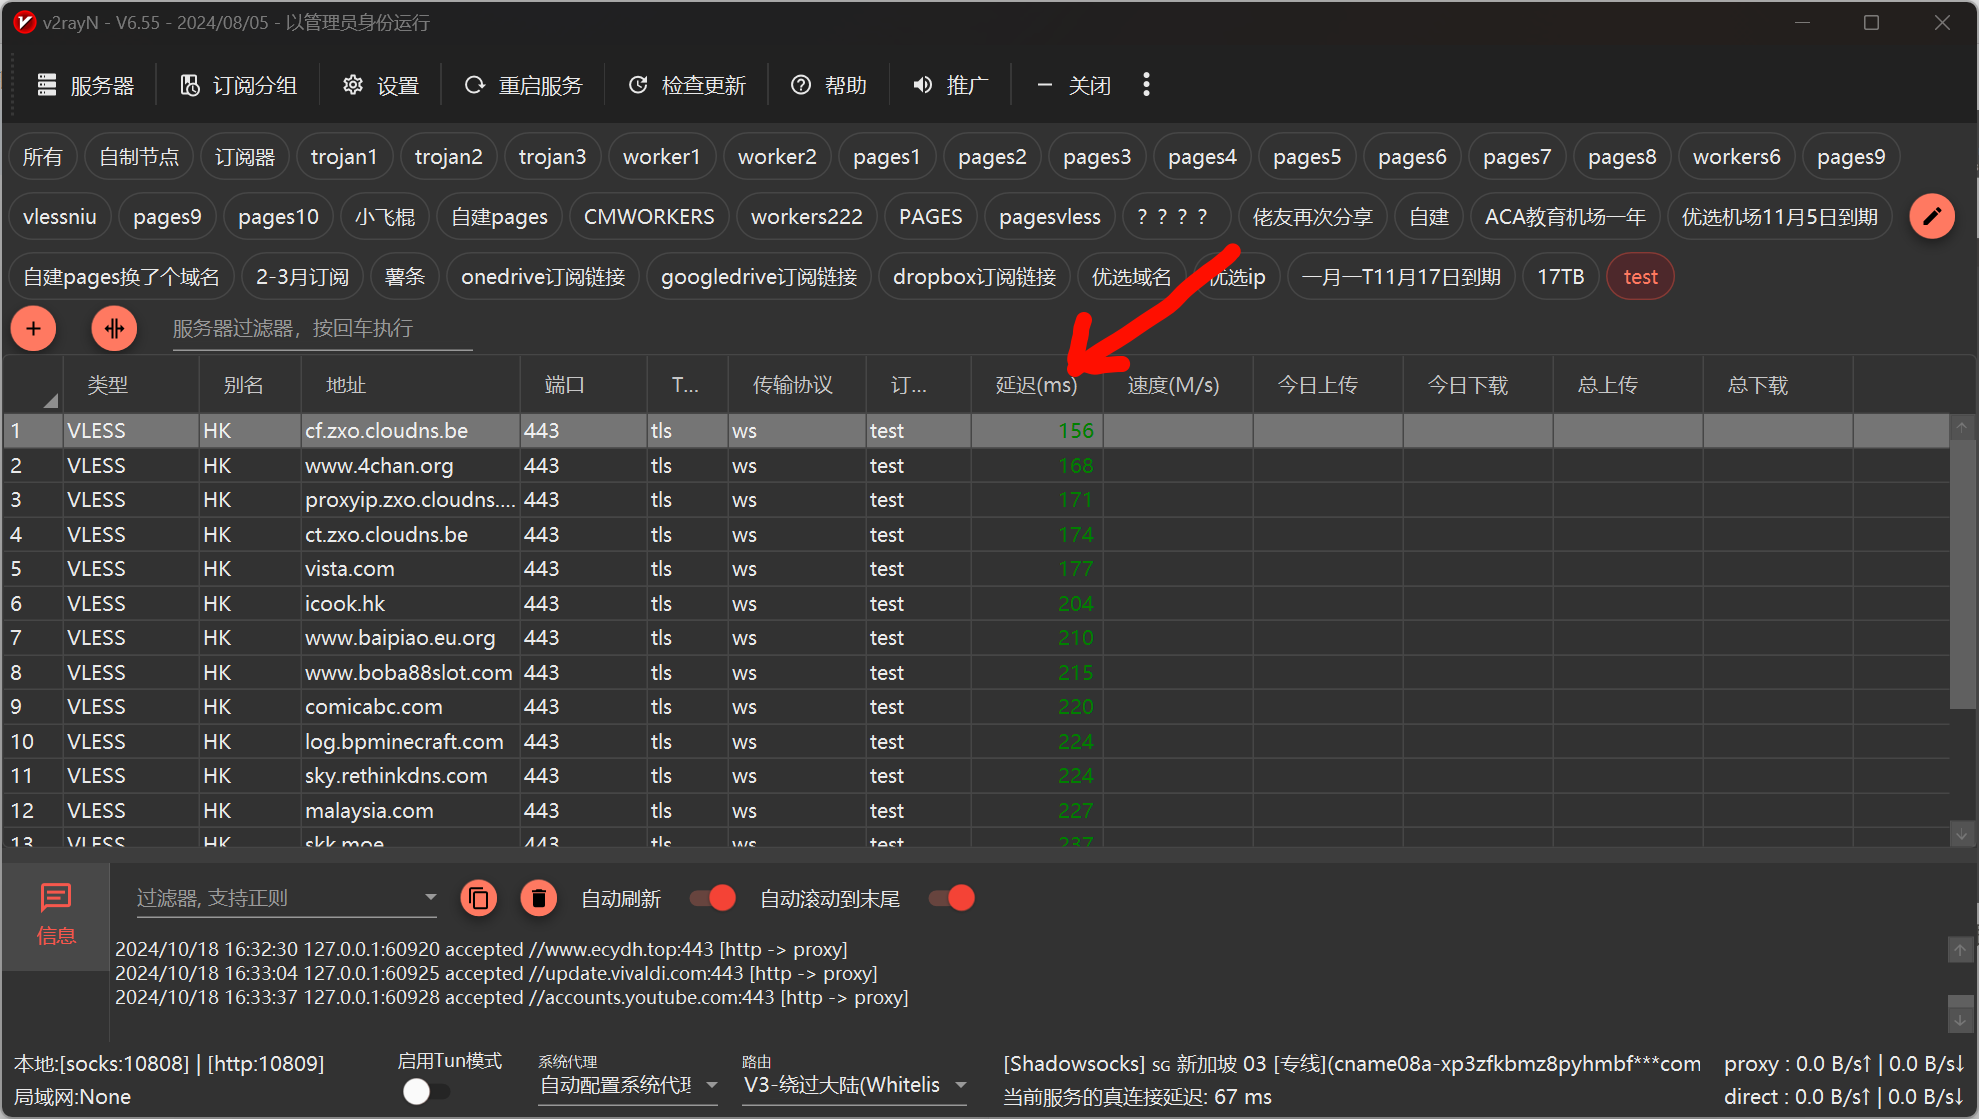 v2rayN - V6.55 - 2024/08/05 - 以管理员身份运行
服务器 订阅分组 设置 重启服务 检查更新 帮助 推广 关闭
所有 自制节点 订阅器 trojan1 trojan2 trojan3 worker1 worker2 pages1 pages2 pages3 pages4 pages5 pages6 pages7 pages8 workers6 pages9
vlessniu pages9 pages10 小飞棍 自建pages CMWORKERS workers222 PAGES pagesvless ？？？？ 佬友再次分享 自建 ACA教育机场一年 优选机场11月5日到期
自建pages换了个域名 2-3月订阅 薯条 onedrive订阅链接 googledrive订阅链接 dropbox订阅链接 优选域名 优选ip 一月一T11月17日到期 17TB test
服务器过滤器，按回车执行
类型 别名 地址 端口 T... 传输协议 订... 延迟(ms) 速度(M/s) 今日上传 今日下载 总上传 总下载
1 VLESS HK cf.zxo.cloudns.be 443 tls ws test 156
2 VLESS HK www.4chan.org 443 tls ws test 168
3 VLESS HK proxyip.zxo.cloudns.... 443 tls ws test 171
4 VLESS HK ct.zxo.cloudns.be 443 tls ws test 174
5 VLESS HK vista.com 443 tls ws test 177
6 VLESS HK icook.hk 443 tls ws test 204
7 VLESS HK www.baipiao.eu.org 443 tls ws test 210
8 VLESS HK www.boba88slot.com 443 tls ws test 215
9 VLESS HK comicabc.com 443 tls ws test 220
10 VLESS HK log.bpminecraft.com 443 tls ws test 224
11 VLESS HK sky.rethinkdns.com 443 tls ws test 224
12 VLESS HK malaysia.com 443 tls ws test 227
13 VLESS HK skk.moe 443 tls ws test 237
信息
过滤器, 支持正则 自动刷新 自动滚动到末尾
2024/10/18 16:32:30 127.0.0.1:60920 accepted //www.ecydh.top:443 [http -> proxy]
2024/10/18 16:33:04 127.0.0.1:60925 accepted //update.vivaldi.com:443 [http -> proxy]
2024/10/18 16:33:37 127.0.0.1:60928 accepted //accounts.youtube.com:443 [http -> proxy]
本地:[socks:10808] | [http:10809]
局域网:None
启用Tun模式
系统代理
自动配置系统代理
路由
V3-绕过大陆(Whitelis
[Shadowsocks] SG 新加坡 03 [专线](cname08a-xp3zfkbmz8pyhmbf***com
当前服务的真连接延迟: 67 ms
proxy : 0.0 B/s↑ | 0.0 B/s↓
direct : 0.0 B/s↑ | 0.0 B/s↓